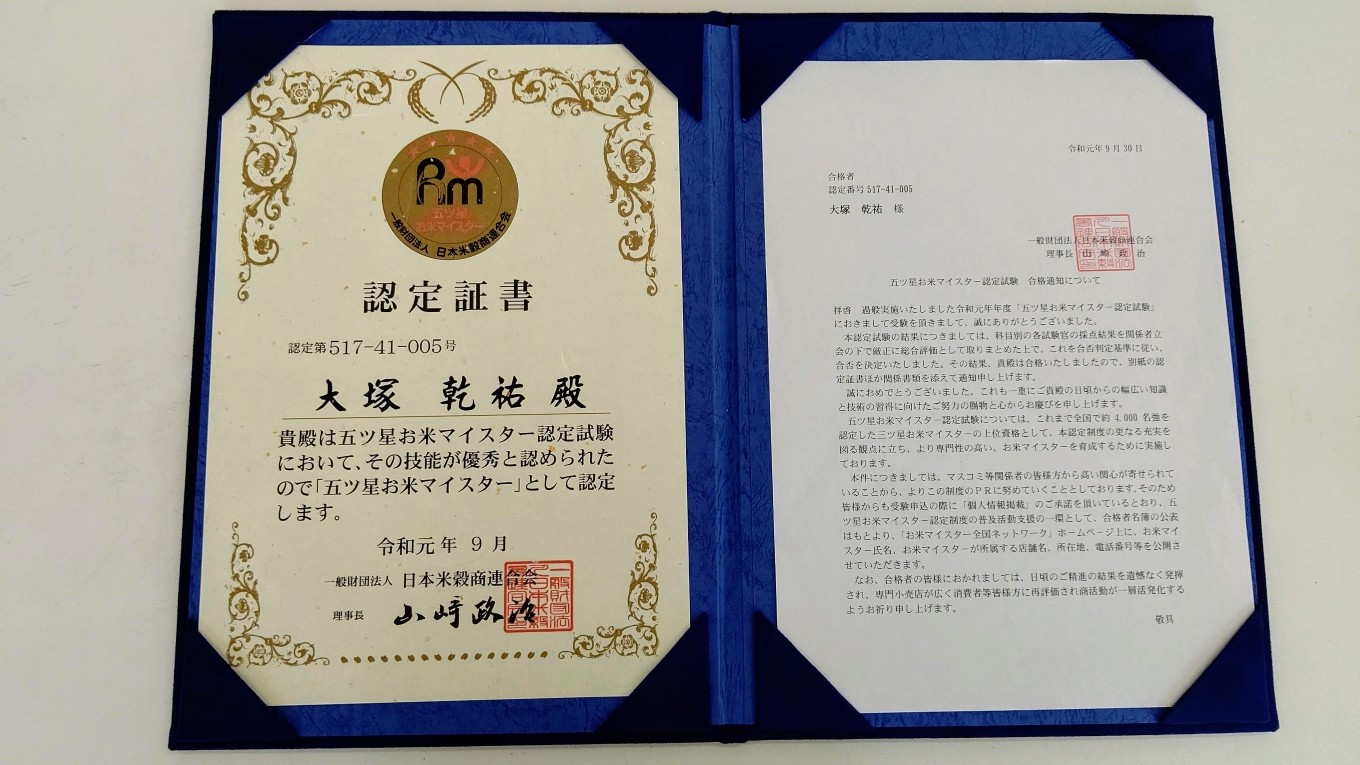 Rm
五ツ星
お米マイスター
一般財団法人 日本米穀商連合会
認定証書
認定第517-41-005号
大塚 乾祐 殿
貴殿は五ツ星お米マイスター認定試験
において、その技能が優秀と認められた
ので「五ツ星お米マイスター」として認定
します。
令和元年 9月
一般財団法人 日本米穀商連合会
理事長 山﨑政治
令和元年9月30日
合格者
認定番号517-41-005
大塚 乾祐 様
一般財団法人日本米穀商連合会
理事長 山﨑政治
五ツ星お米マイスター認定試験 合格通知について
拝啓 過般実施いたしました令和元年年度「五ツ星お米マイスター認定試験」
におきまして受験を頂きまして、誠にありがとうございました。
本認定試験の結果につきましては、科目別の各試験官の採点結果を関係者立
会の下で厳正に総合評価として取りまとめた上で、これを合否判定基準に従い、
合否を決定いたしました。その結果、貴殿は合格いたしましたので、別紙の認
定証書ほか関係書類を添えて通知申し上げます。
誠におめでとうございました。これも一重にご貴殿の日頃からの幅広い知識
と技術の習得に向けたご努力の賜物と心からお慶びを申し上げます。
五ツ星お米マイスター認定試験については、これまで全国で約 4,000 名強を
認定した三ツ星お米マイスターの上位資格として、本認定制度の更なる充実を
図る観点に立ち、より専門性の高い、お米マイスターを育成するために実施し
ております。
本件につきましては、マスコミ等関係者の皆様方から高い関心が寄せられて
いることから、よりこの制度のPRに努めていくこととしております。そのため
皆様からも受験申込の際に「個人情報掲載」のご承諾を頂いているとおり、五
ツ星お米マイスター認定制度の普及活動支援の一環として、合格者名簿の公表
はもとより、「お米マイスター全国ネットワーク」ホームページ上に、お米マイ
スター氏名、お米マイスターが所属する店舗名、所在地、電話番号等を公開さ
せていただきます。
なお、合格者の皆様におかれましては、日頃のご精進の結果を遺憾なく発揮
され、専門小売店が広く消費者等皆様方に再評価され商活動が一層活発化する
ようお祈り申し上げます。
敬具